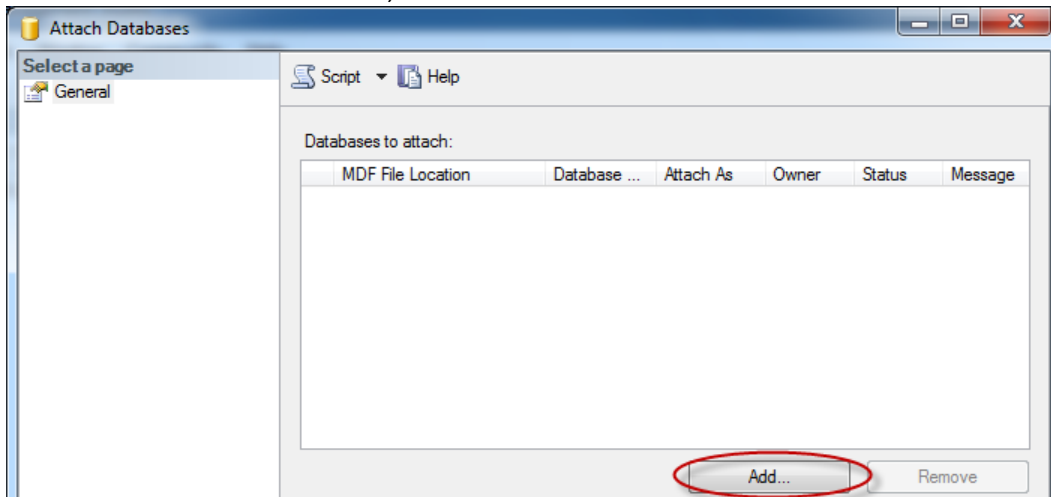 Attach Databases
Select a page
General
Script Help
Databases to attach:
MDF File Location Database ... Attach As Owner Status Message
Add... Remove